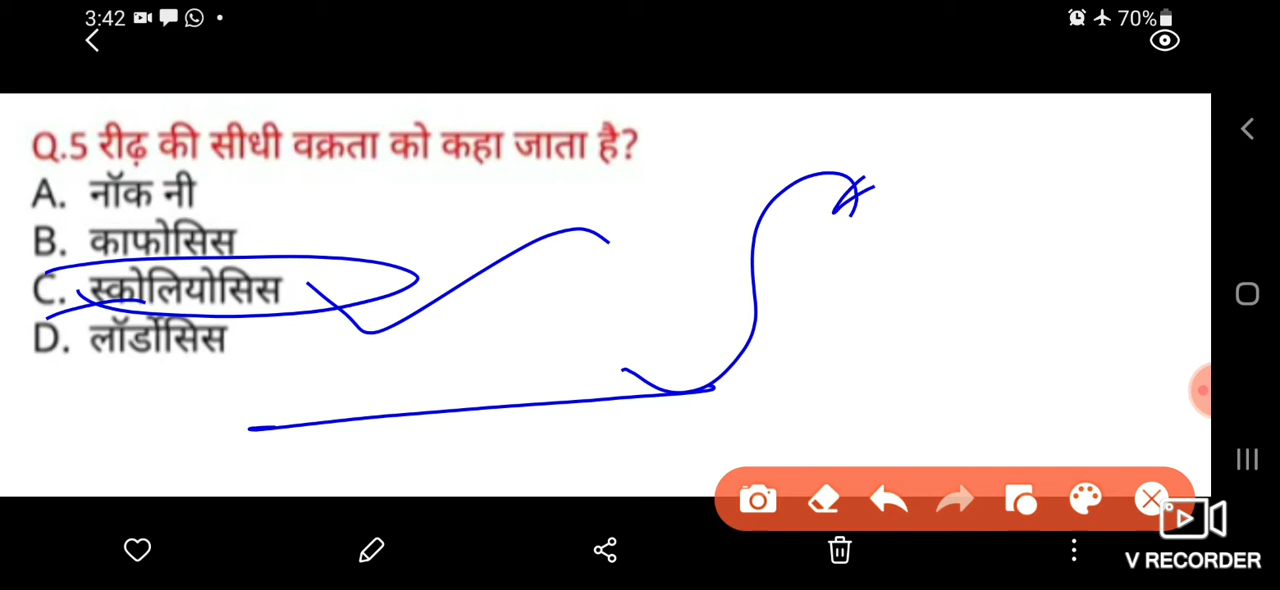 3:42
70%
Q.5 रीढ़ की सीधी वक्रता को कहा जाता है?
A. नॉक नी
B. काफोसिस
C. स्कोलियोसिस
D. लॉर्डोसिस
V RECORDER